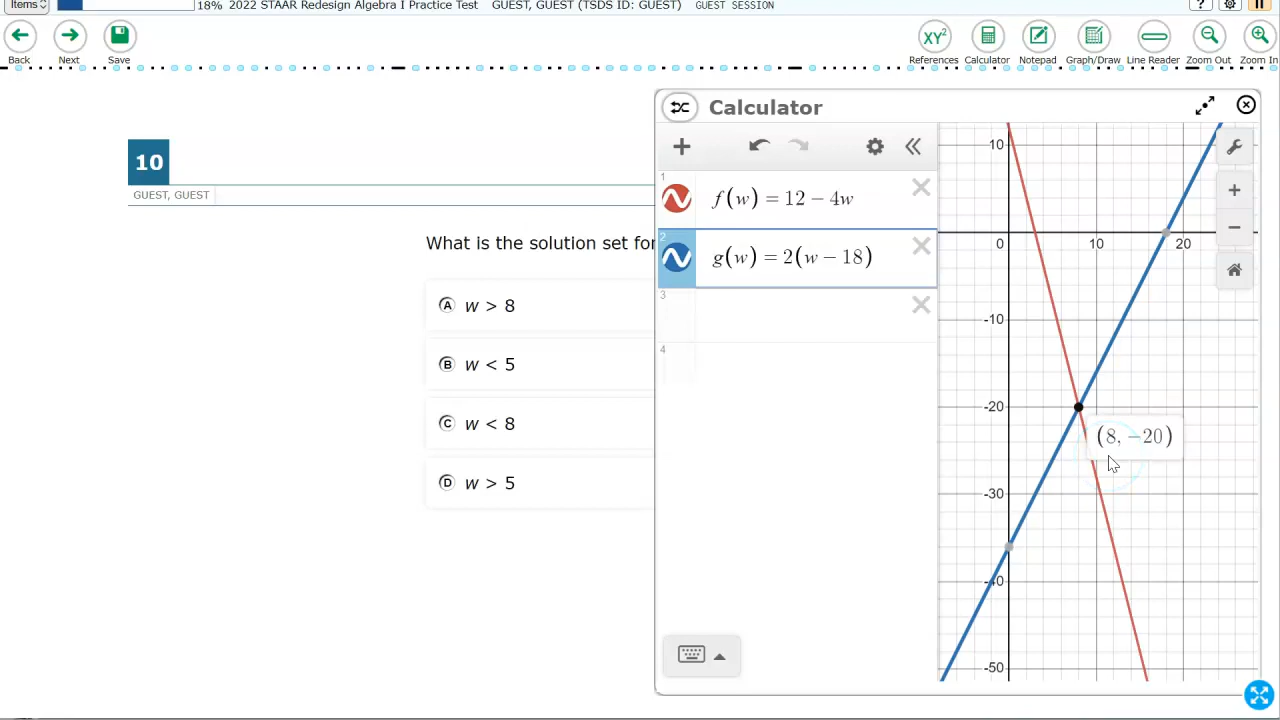 Items 18% 2022 STAAR Redesign Algebra I Practice Test GUEST, GUEST (TSDS ID: GUEST) GUEST SESSION ?
Back Next Save References Calculator Notepad Graph/Draw Line Reader Zoom Out Zoom In
XY²
10
GUEST, GUEST
What is the solution set for
A w > 8
B w < 5
C w < 8
D w > 5
Calculator
1 f(w) = 12 − 4w
2 g(w) = 2(w − 18)
3
4
10
0 10 20
-10
-20
(8, −20)
-30
-40
-50